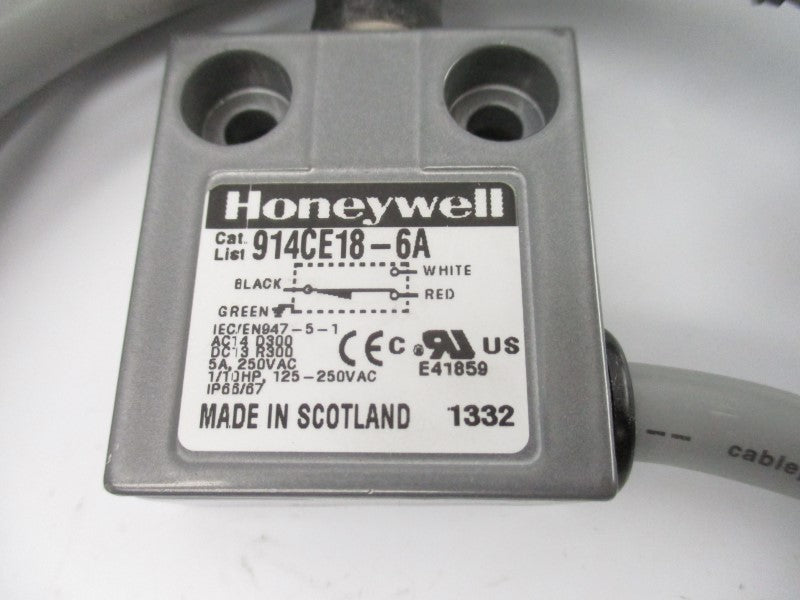 Honeywell
Cat. List 914CE18-6A
WHITE
BLACK
RED
GREEN
IEC/EN947-5-1
AC14 D300
DC13 R300
5A, 250VAC
1/10HP, 125-250VAC
IP66/67
CE C RU US
E41859
MADE IN SCOTLAND 1332
-- cable